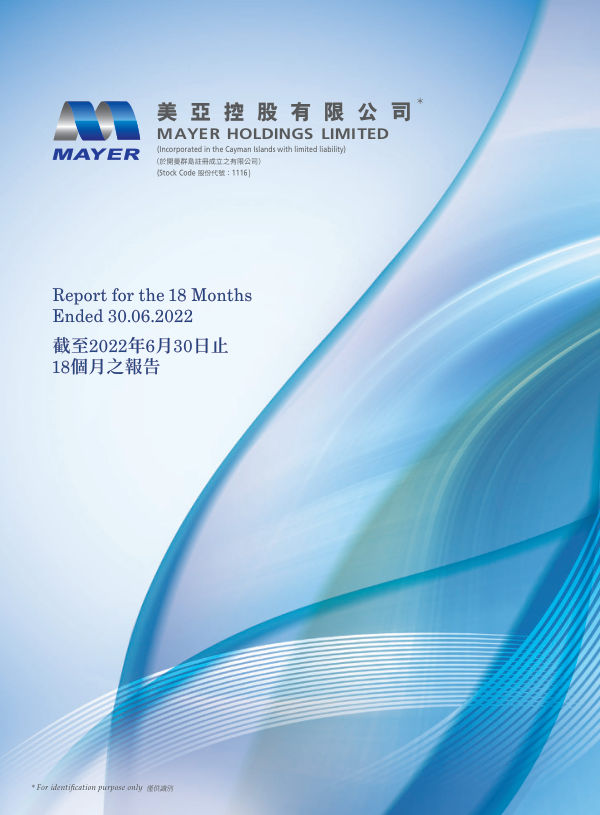 美亞控股有限公司*
MAYER HOLDINGS LIMITED
(Incorporated in the Cayman Islands with limited liability)
(於開曼群島註冊成立之有限公司)
(Stock Code 股份代號：1116)
MAYER
Report for the 18 Months
Ended 30.06.2022
截至2022年6月30日止
18個月之報告
* For identification purpose only 僅供識別